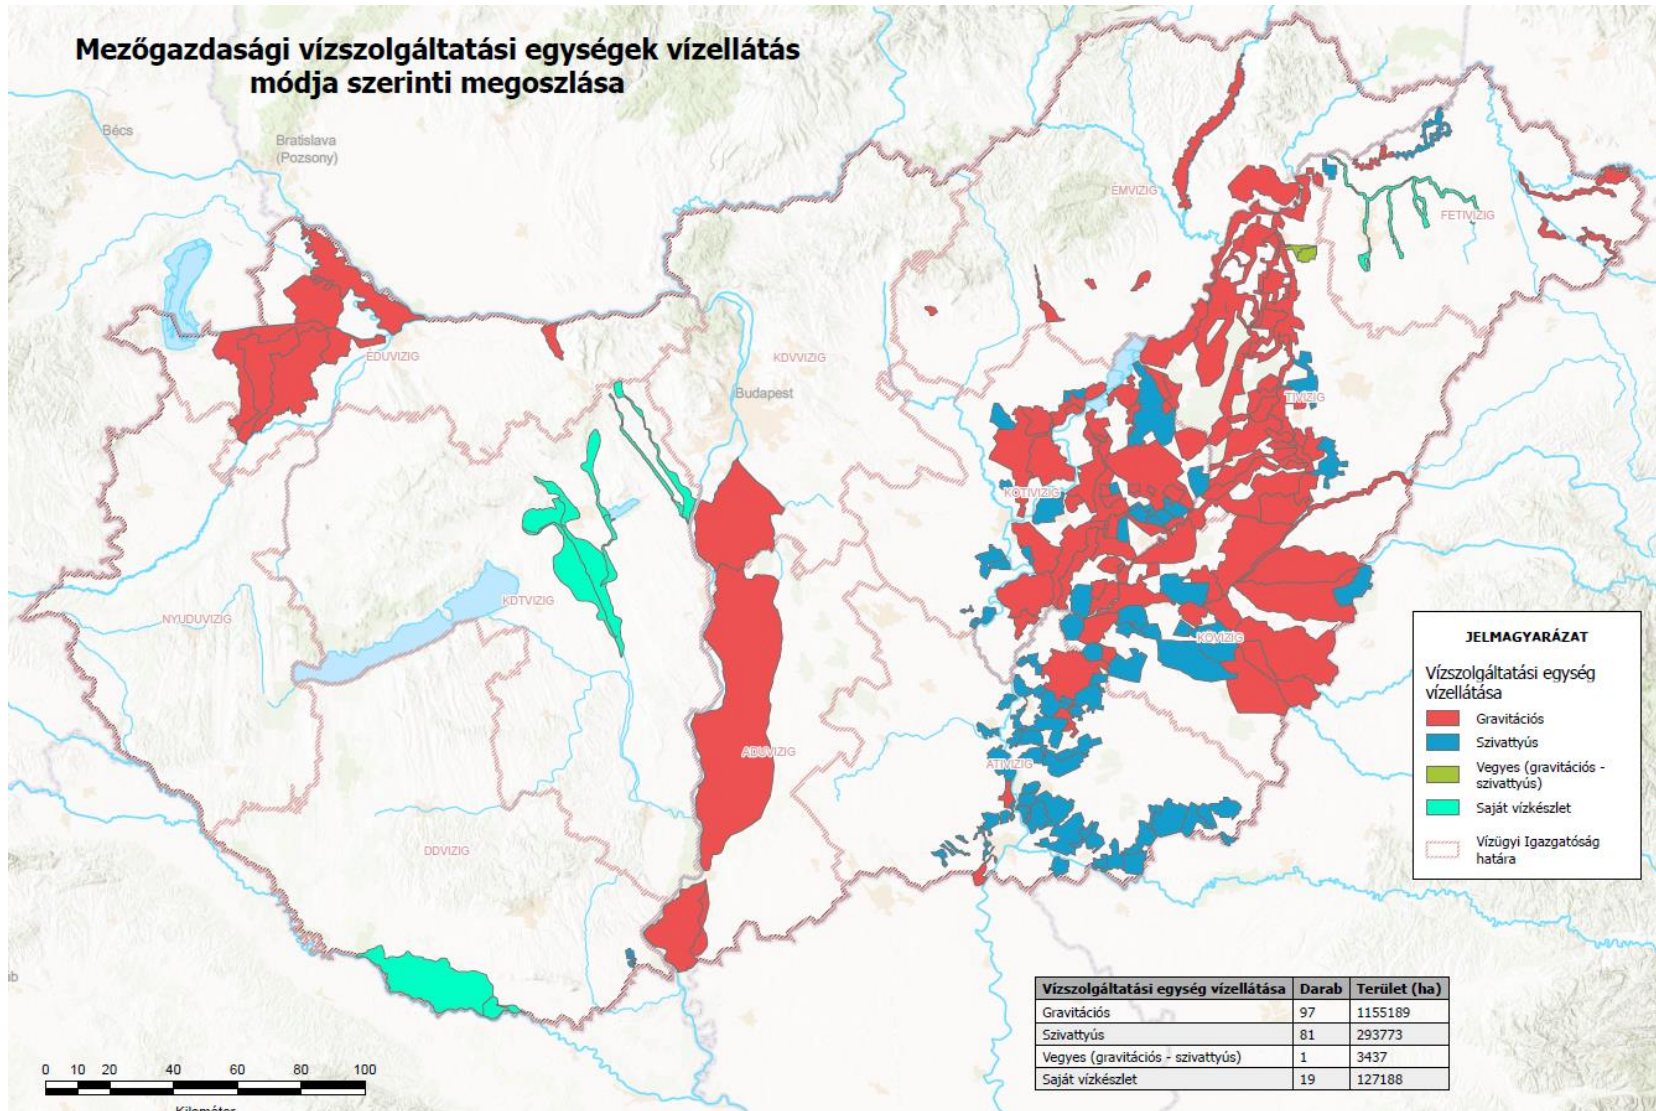 Mezőgazdasági vízszolgáltatási egységek vízellátás
módja szerinti megoszlása
Bécs
Bratislava
(Pozsony)
ÉMVIZIG
FETIVIZIG
ÉDUVIZIG
KDVVIZIG
Budapest
TIVIZIG
KÖTIVIZIG
NYUDUVIZIG
KDTVIZIG
KÖVIZIG
ADUVIZIG
ATIVIZIG
DDVIZIG
JELMAGYARÁZAT
Vízszolgáltatási egység
vízellátása
Gravitációs
Szivattyús
Vegyes (gravitációs -
szivattyús)
Saját vízkészlet
Vízügyi Igazgatóság
határa
Vízszolgáltatási egység vízellátása Darab Terület (ha)
Gravitációs 97 1155189
Szivattyús 81 293773
Vegyes (gravitációs - szivattyús) 1 3437
Saját vízkészlet 19 127188
0 10 20 40 60 80 100
Kilométer